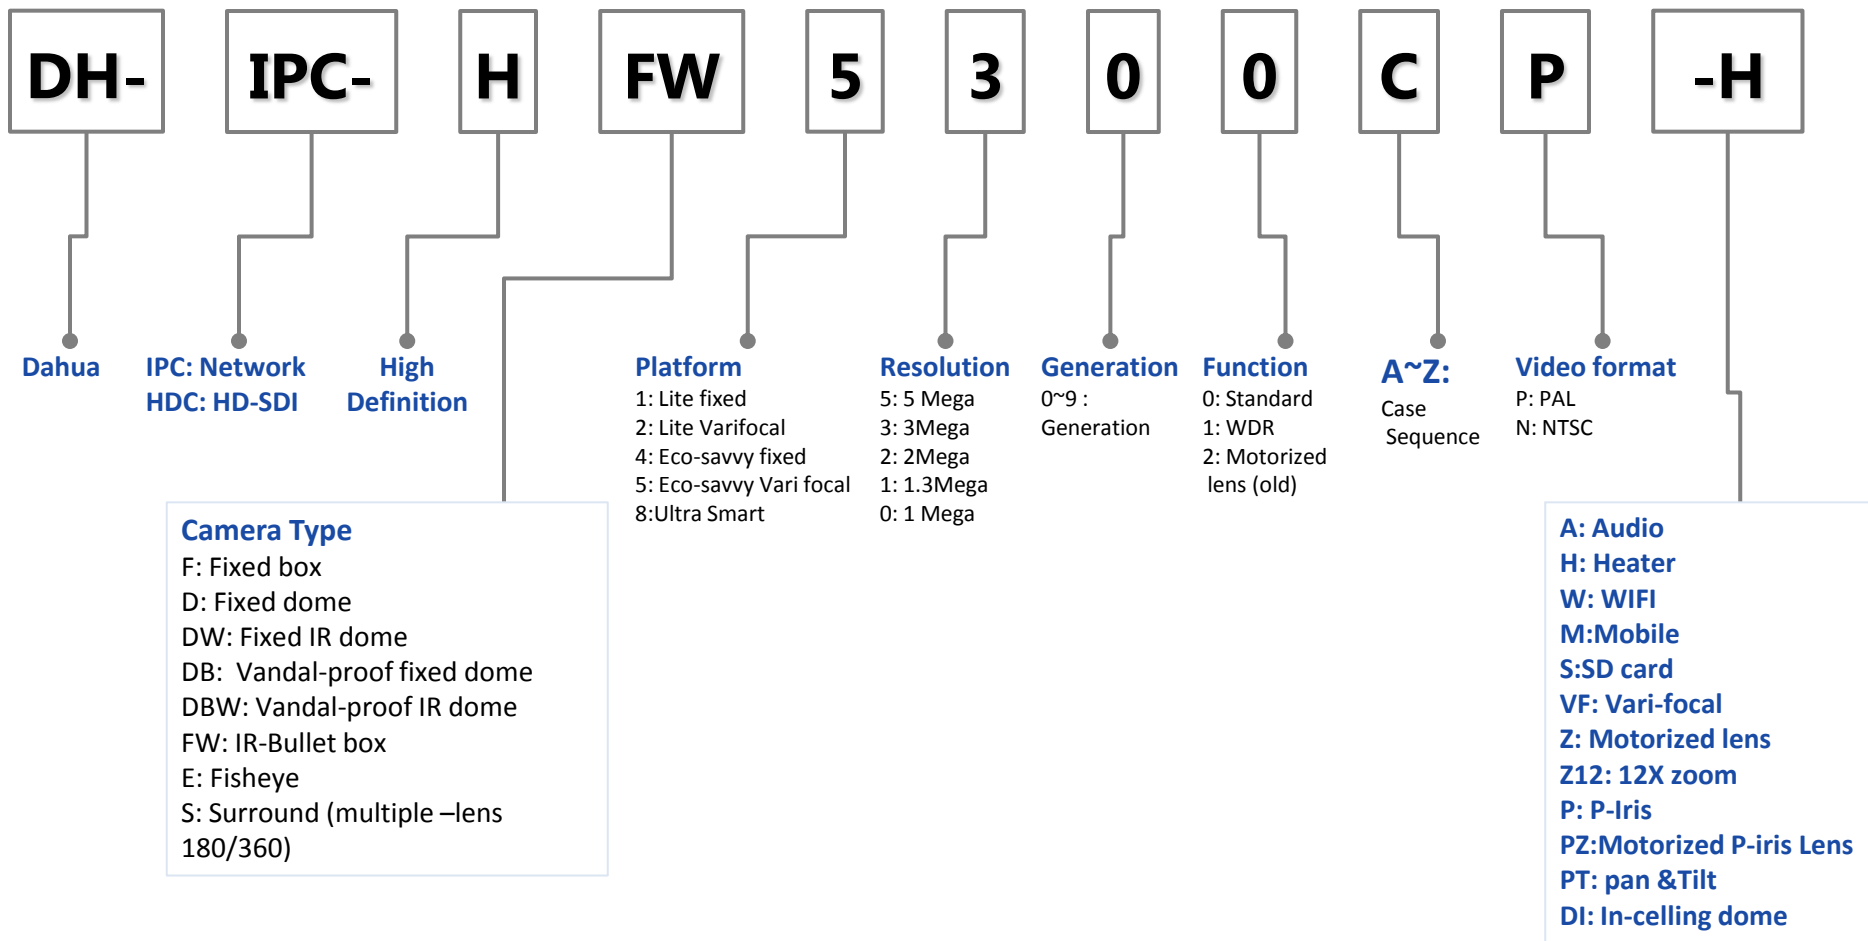 DH- IPC- H FW 5 3 0 0 C P -H
Dahua
IPC: Network
HDC: HD-SDI
High
Definition
Camera Type
F: Fixed box
D: Fixed dome
DW: Fixed IR dome
DB: Vandal-proof fixed dome
DBW: Vandal-proof IR dome
FW: IR-Bullet box
E: Fisheye
S: Surround (multiple –lens
180/360)
Platform
1: Lite fixed
2: Lite Varifocal
4: Eco-savvy fixed
5: Eco-savvy Vari focal
8:Ultra Smart
Resolution
5: 5 Mega
3: 3Mega
2: 2Mega
1: 1.3Mega
0: 1 Mega
Generation
0~9 :
Generation
Function
0: Standard
1: WDR
2: Motorized
lens (old)
A~Z:
Case
Sequence
Video format
P: PAL
N: NTSC
A: Audio
H: Heater
W: WIFI
M:Mobile
S:SD card
VF: Vari-focal
Z: Motorized lens
Z12: 12X zoom
P: P-Iris
PZ:Motorized P-iris Lens
PT: pan &Tilt
DI: In-celling dome